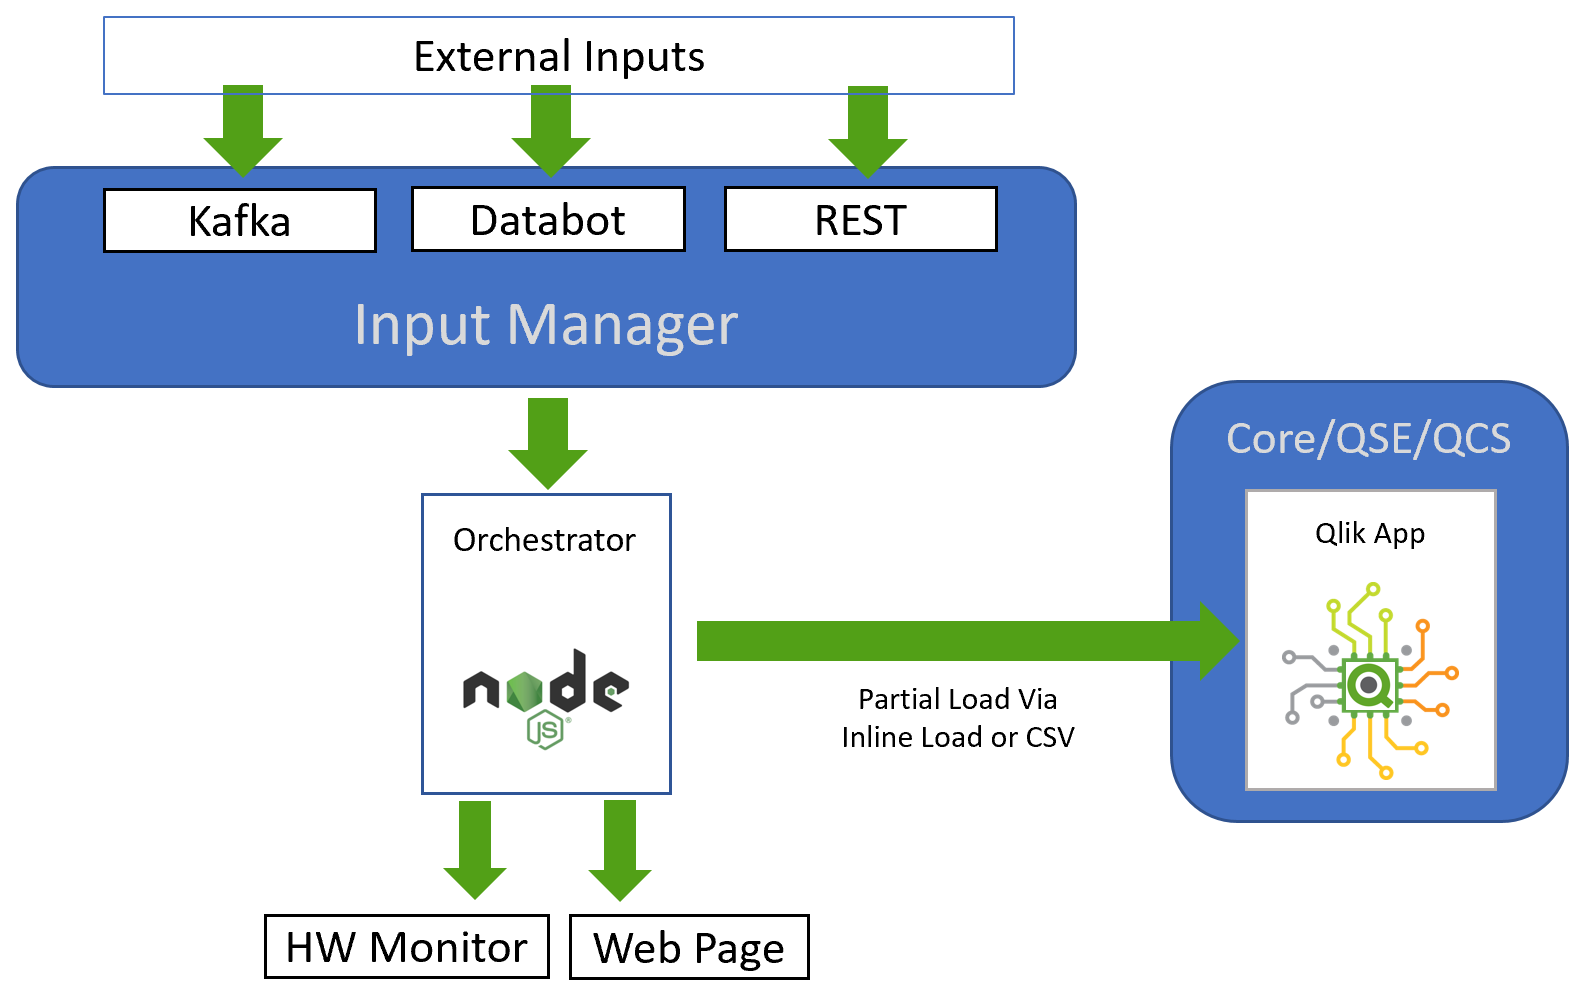 External Inputs
Kafka
Databot
REST
Input Manager
Core/QSE/QCS
Orchestrator
Qlik App
node
JS®
Partial Load Via
Inline Load or CSV
HW Monitor
Web Page